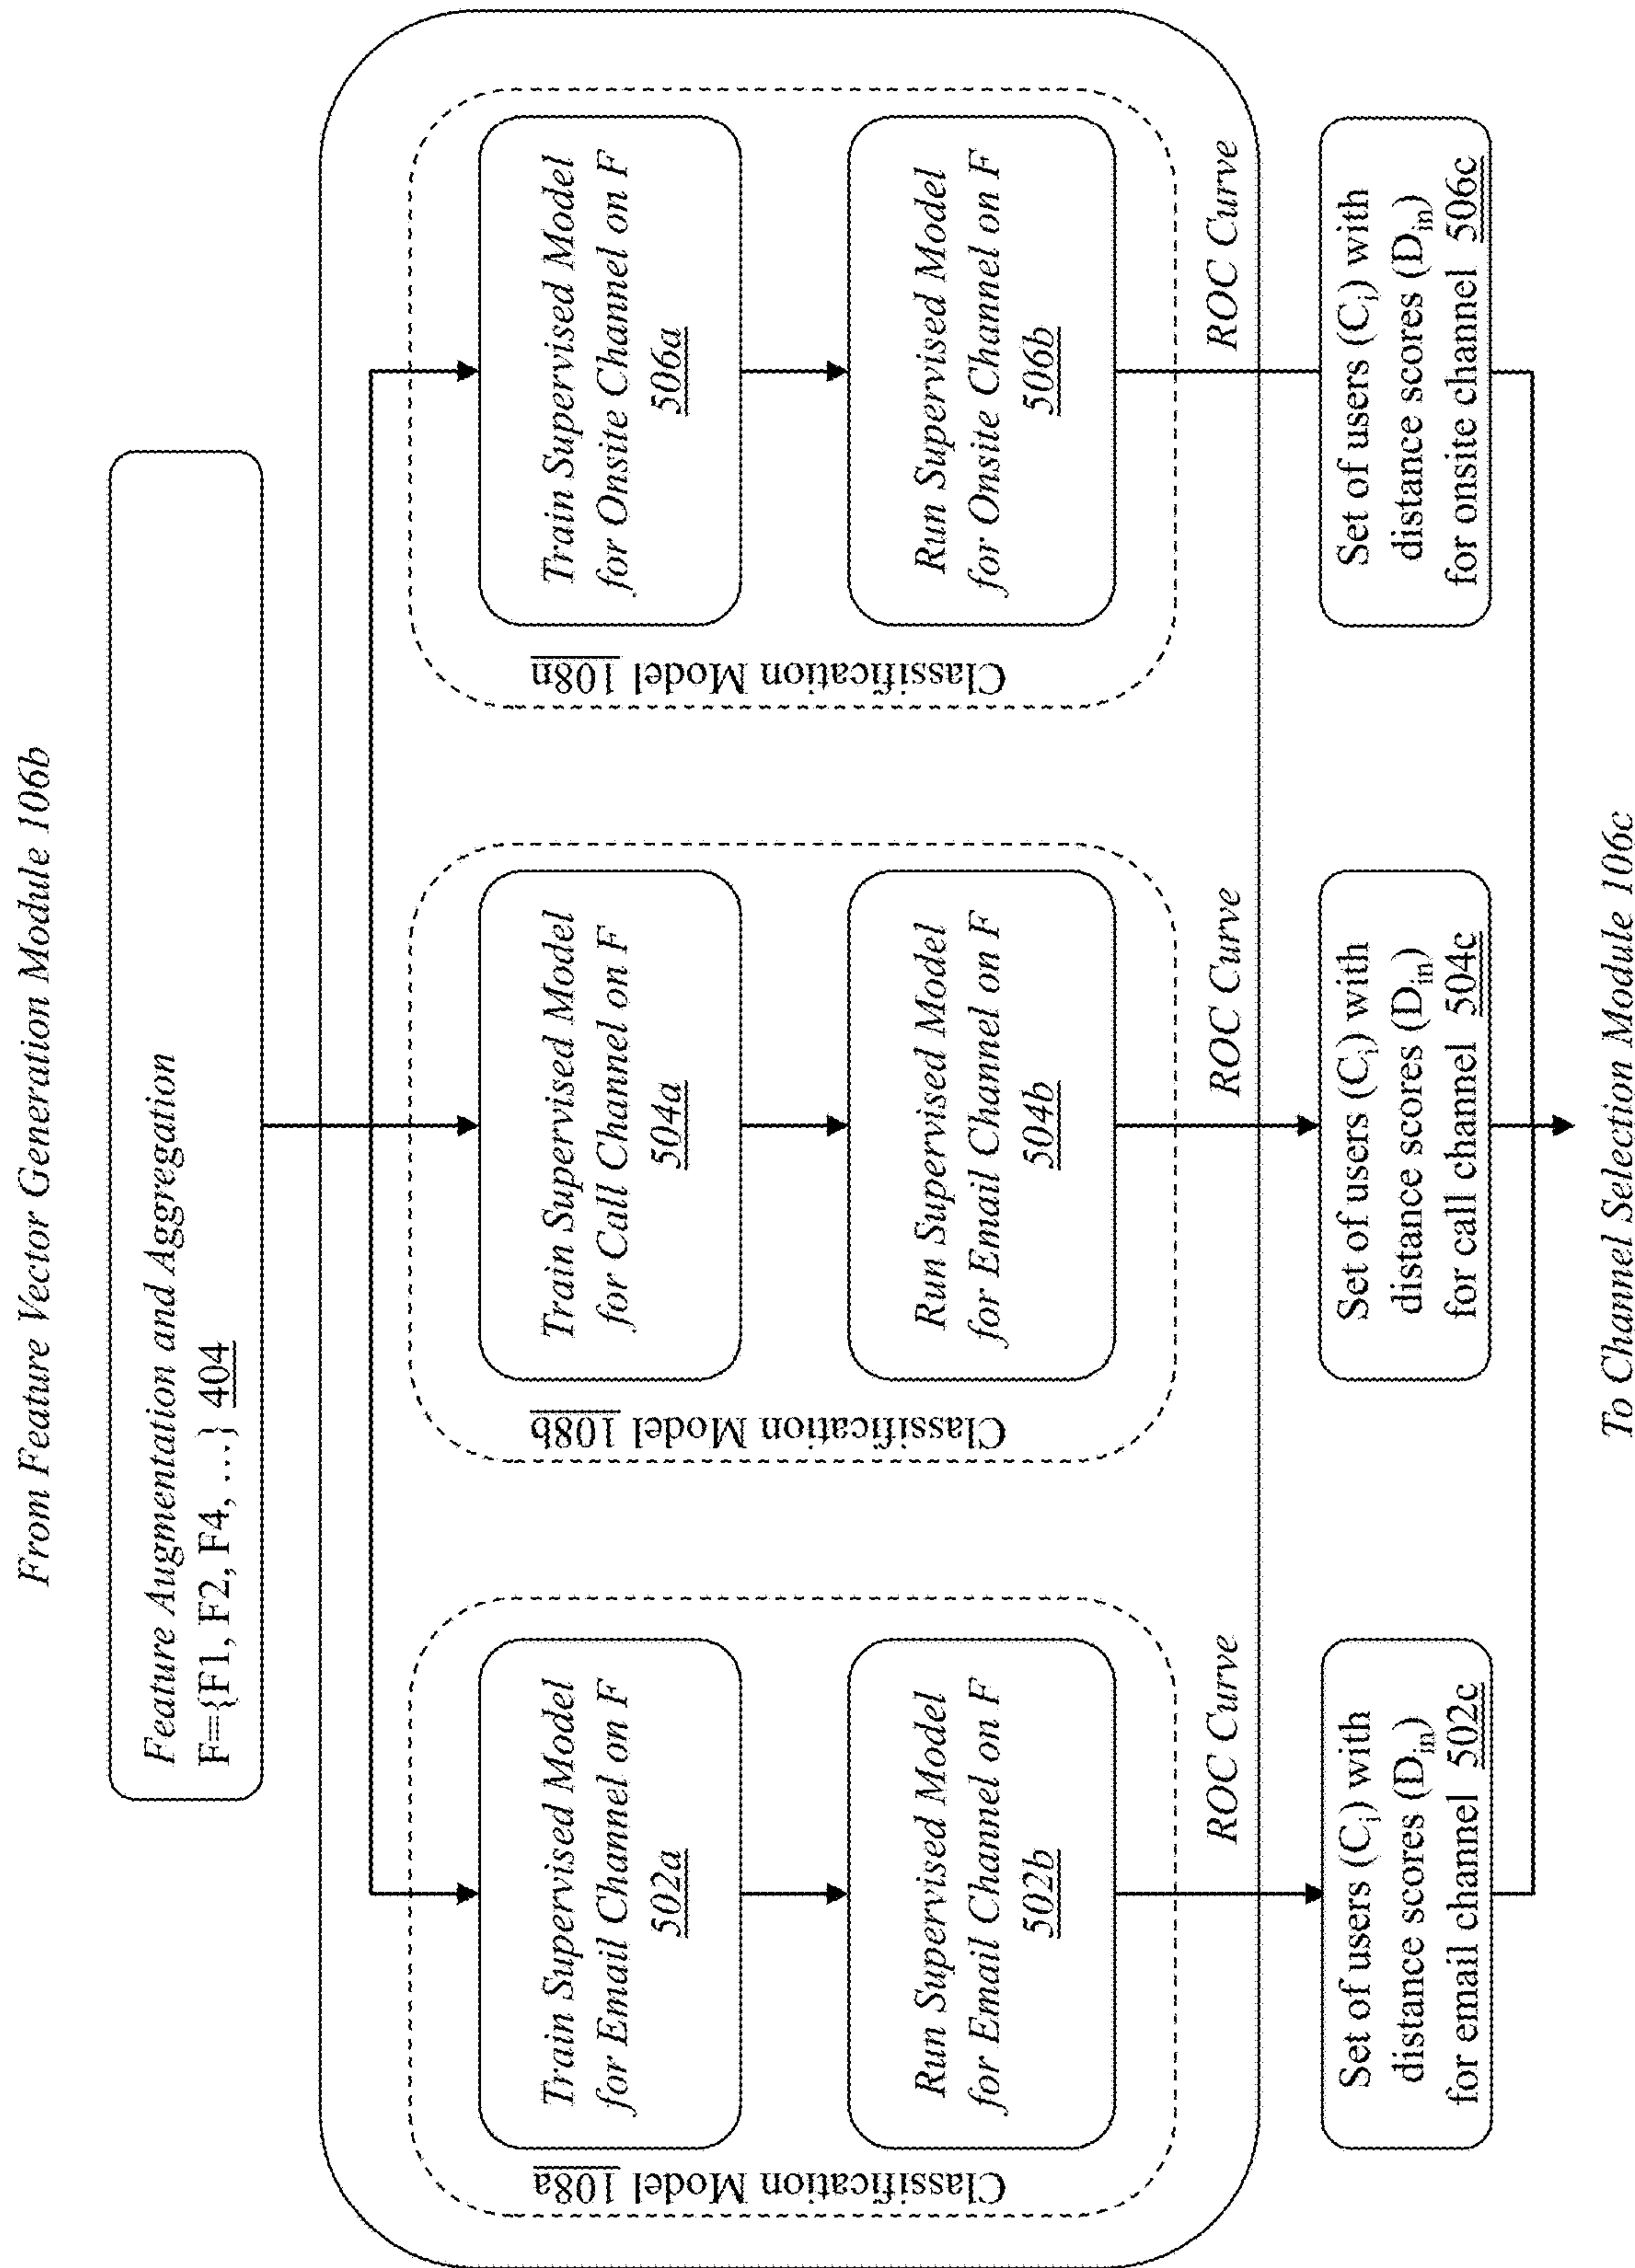 From Feature Vector Generation Module 106b
Feature Augmentation and Aggregation
F={F1, F2, F4, …} 404
Classification Model 108a
Train Supervised Model
for Email Channel on F
502a
Run Supervised Model
for Email Channel on F
502b
ROC Curve
Set of users (Ci) with
distance scores (Din)
for email channel 502c
Classification Model 108b
Train Supervised Model
for Call Channel on F
504a
Run Supervised Model
for Email Channel on F
504b
ROC Curve
Set of users (Ci) with
distance scores (Din)
for call channel 504c
Classification Model 108n
Train Supervised Model
for Onsite Channel on F
506a
Run Supervised Model
for Onsite Channel on F
506b
ROC Curve
Set of users (Ci) with
distance scores (Din)
for onsite channel 506c
To Channel Selection Module 106c